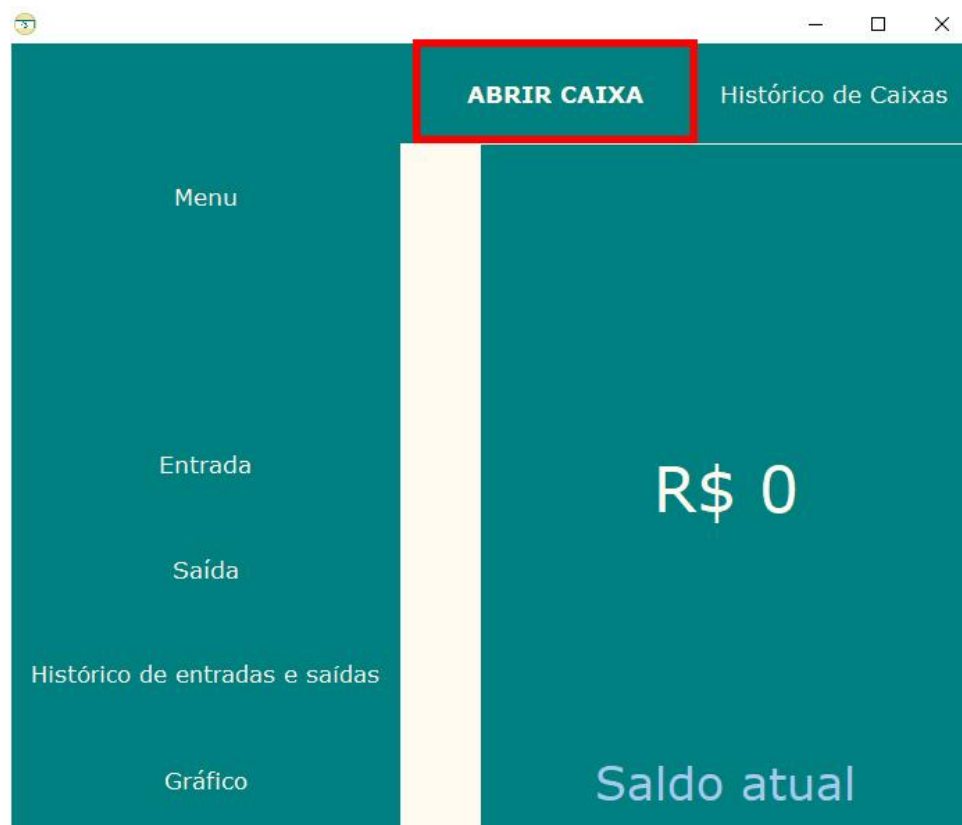 ABRIR CAIXA
Histórico de Caixas
Menu
Entrada
Saída
Histórico de entradas e saídas
Gráfico
R$ 0
Saldo atual